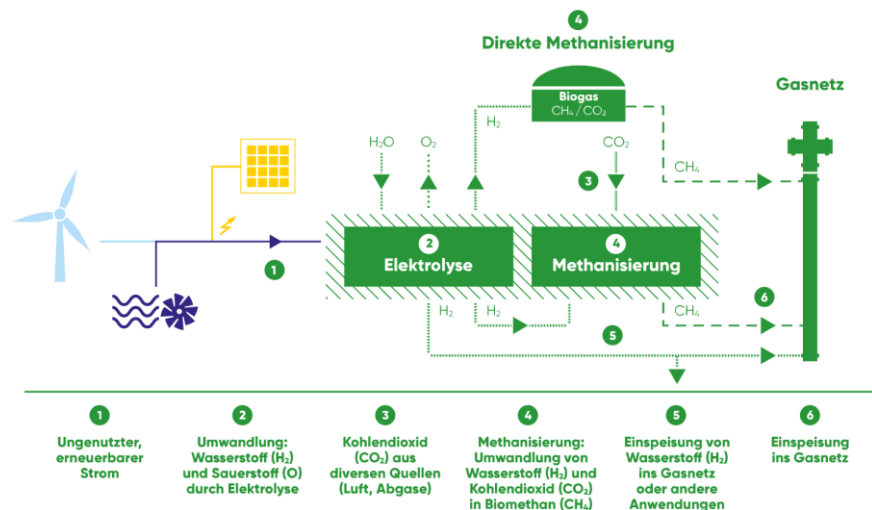 4
Direkte Methanisierung
Gasnetz
Biogas
CH₄/CO₂
H₂
H₂O
O₂
CO₂
CH₄
3
2
Elektrolyse
4
Methanisierung
1
H₂
H₂
CH₄
6
5
1
Ungenutzter,
erneuerbarer
Strom
2
Umwandlung:
Wasserstoff (H₂)
und Sauerstoff (O)
durch Elektrolyse
3
Kohlendioxid
(CO₂) aus
diversen Quellen
(Luft, Abgase)
4
Methanisierung:
Umwandlung von
Wasserstoff (H₂) und
Kohlendioxid (CO₂)
in Biomethan (CH₄)
5
Einspeisung von
Wasserstoff (H₂)
ins Gasnetz
oder andere
Anwendungen
6
Einspeisung
ins Gasnetz